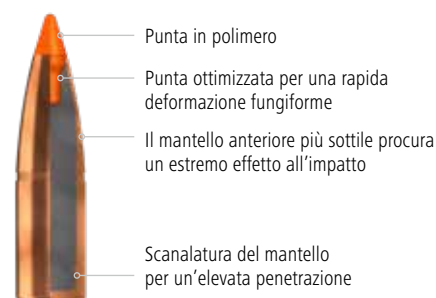 Punta in polimero
Punta ottimizzata per una rapida
deformazione fungiforme
Il mantello anteriore più sottile procura
un estremo effetto all'impatto
Scanalatura del mantello
per un'elevata penetrazione